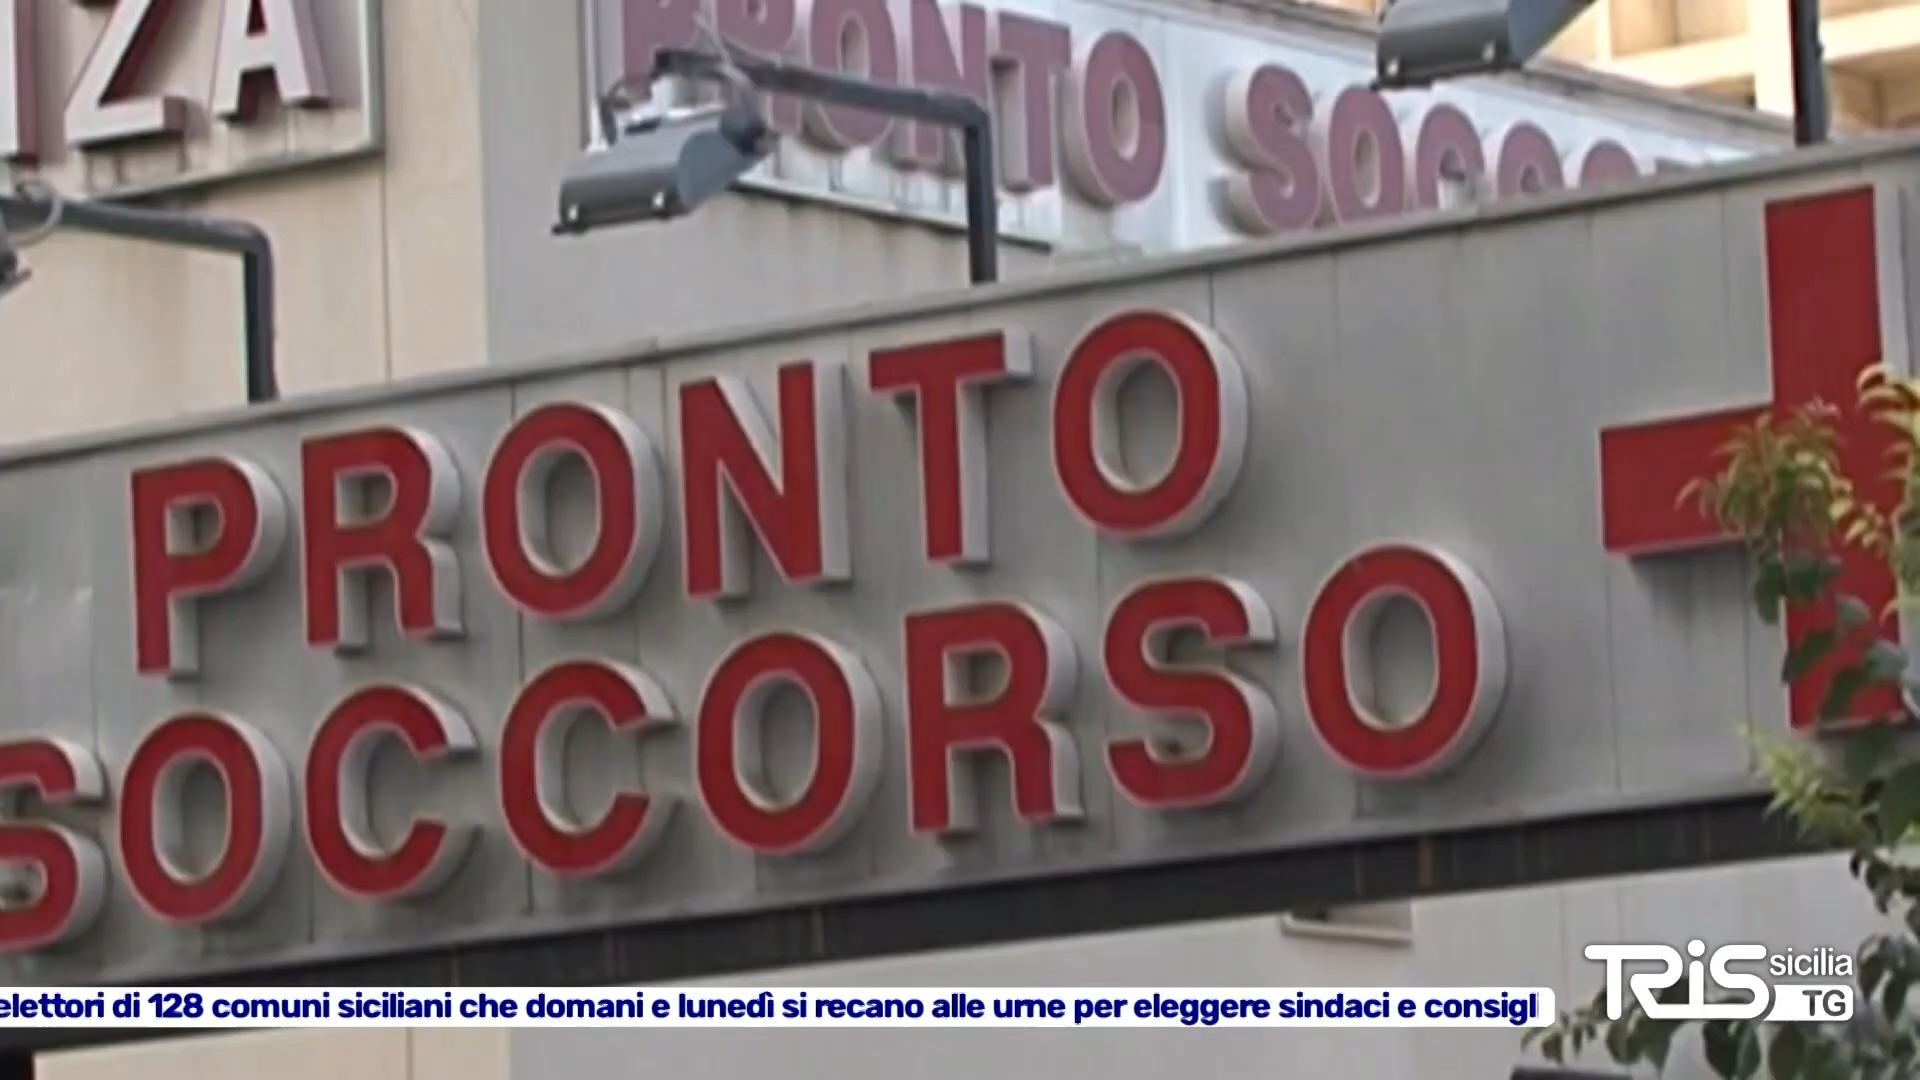 ZA
PRONTO SOCCO
PRONTO
SOCCORSO
elettori di 128 comuni siciliani che domani e lunedì si recano alle urne per eleggere sindaci e consigl
TRIS sicilia
TG